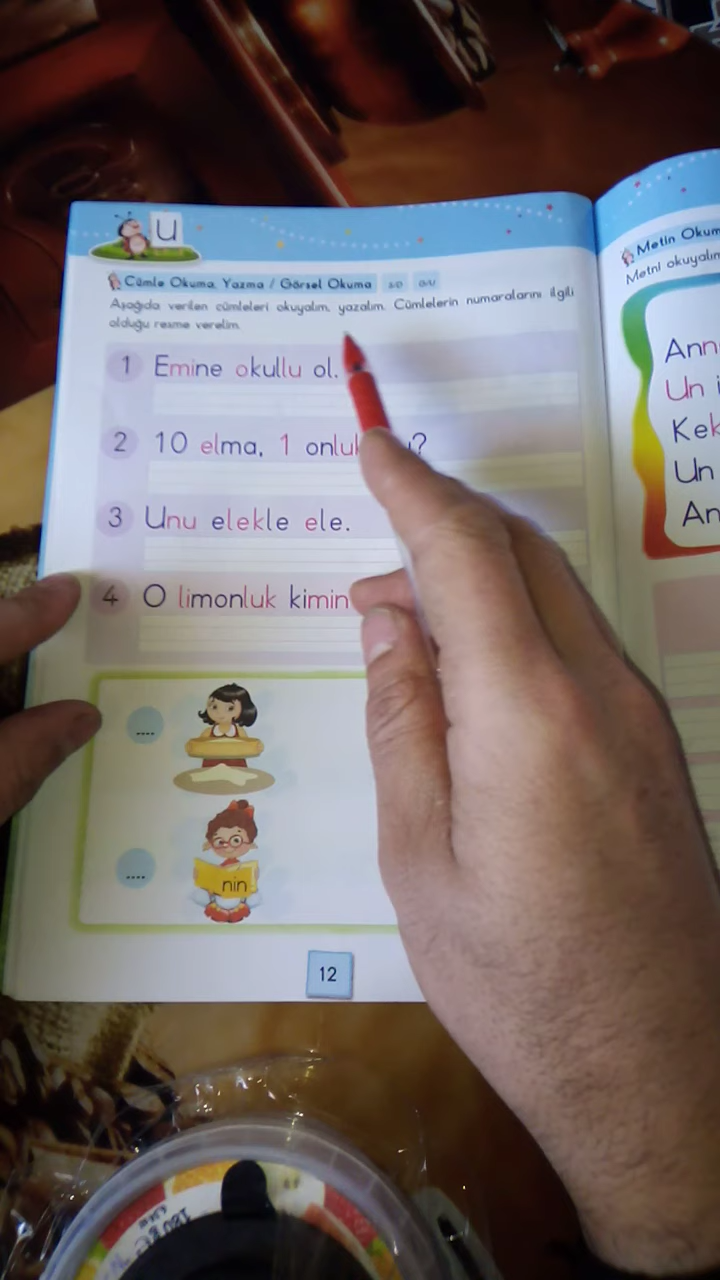 u
Cümle Okuma, Yazma / Görsel Okuma
Aşağıda verilen cümleleri okuyalım, yazalım. Cümlelerin numaralarını ilgili
olduğu resme verelim.
1 Emine okullu ol.
2 10 elma, 1 onluk ?
3 Unu elekle ele.
4 O limonluk kimin
....
....
nin
12
Metin Okum
Metni okuyalım
Ann
Un i
Kek
Un
An